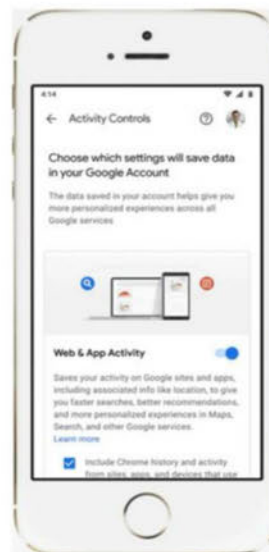 4:14
Activity Controls
Choose which settings will save data
in your Google Account
The data saved in your account helps give you
more personalized experiences across all
Google services
Web & App Activity
Saves your activity on Google sites and apps,
including associated info like location, to give
you faster searches, better recommendations,
and more personalized experiences in Maps,
Search, and other Google services.
Learn more
Include Chrome history and activity
from sites, apps, and devices that use